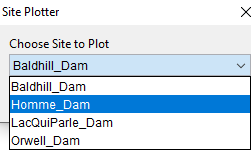 Site Plotter
Choose Site to Plot
Baldhill_Dam
Baldhill_Dam
Homme_Dam
LacQuiParle_Dam
Orwell_Dam